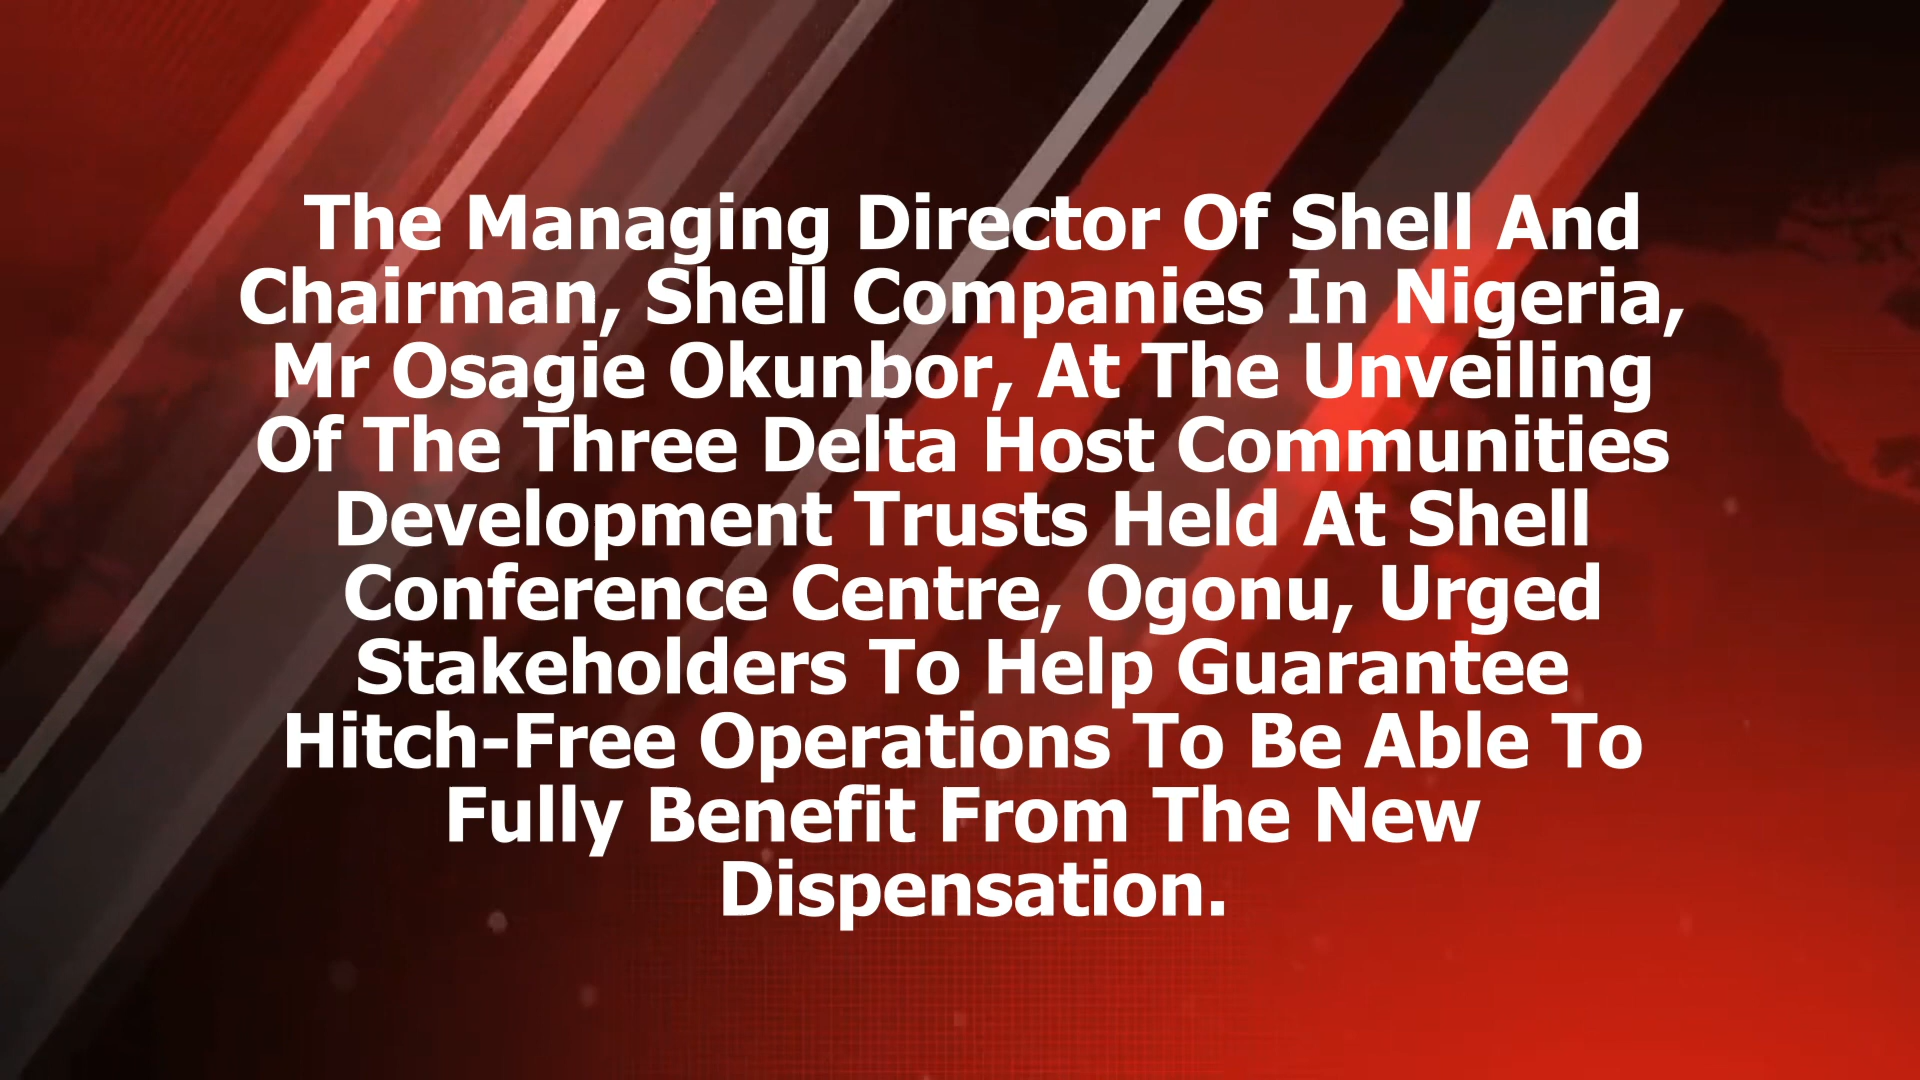 The Managing Director Of Shell And
Chairman, Shell Companies In Nigeria,
Mr Osagie Okunbor, At The Unveiling
Of The Three Delta Host Communities
Development Trusts Held At Shell
Conference Centre, Ogonu, Urged
Stakeholders To Help Guarantee
Hitch-Free Operations To Be Able To
Fully Benefit From The New
Dispensation.